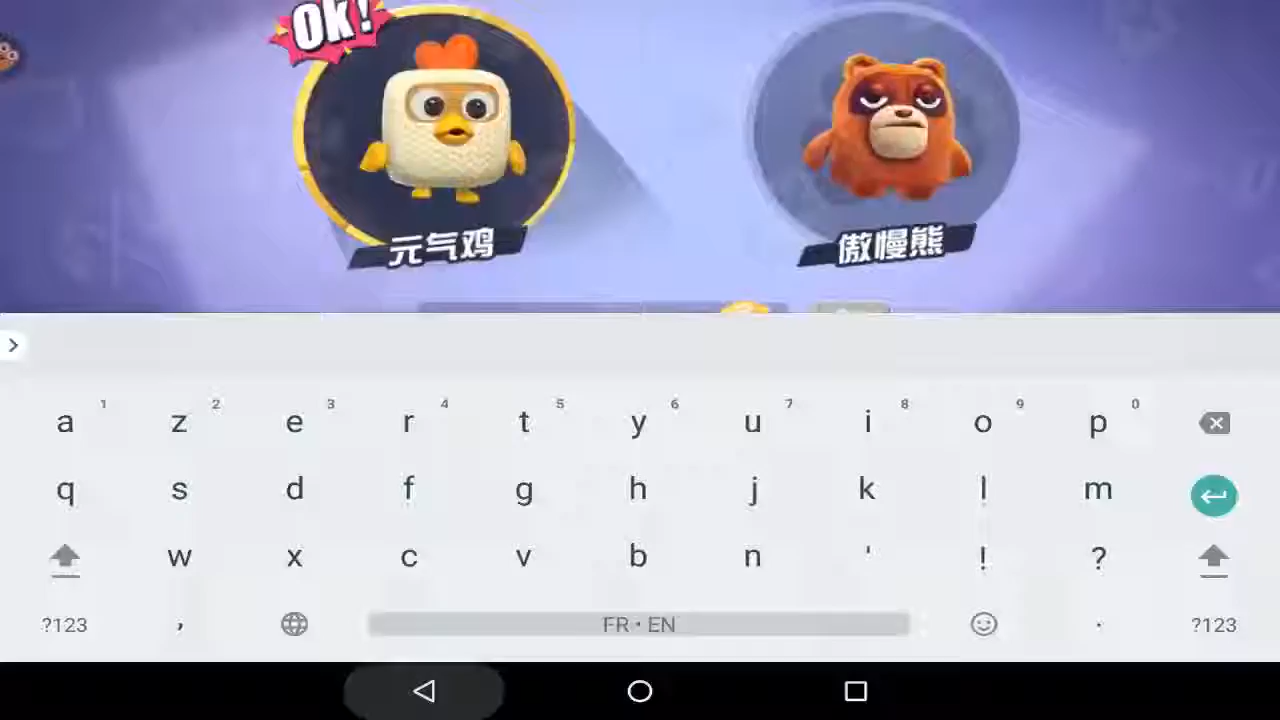 Ok!
元气鸡
傲慢熊
a 1 z 2 e 3 r 4 t 5 y 6 u 7 i 8 o 9 p 0
q s d f g h j k l m
w x c v b n ' ! ?
?123 , FR • EN . ?123